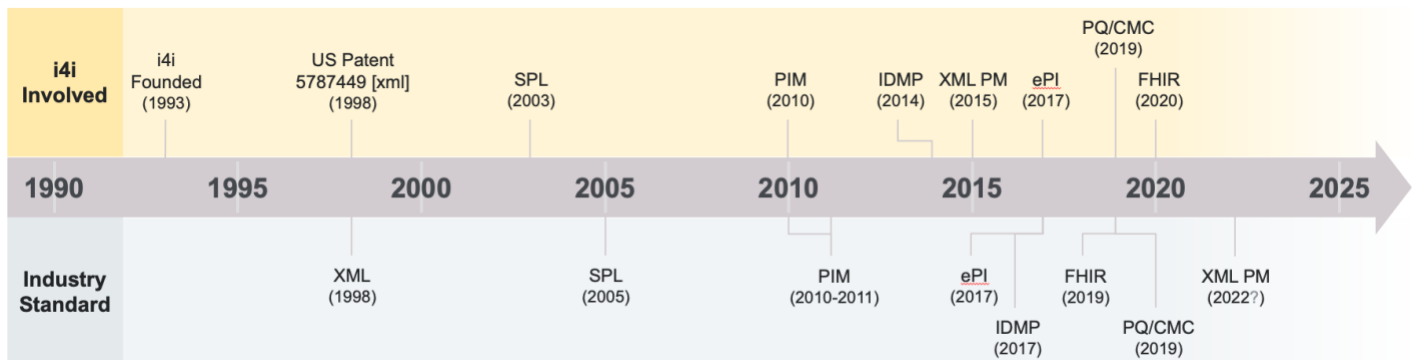 i4i
Involved
i4i
Founded
(1993)
US Patent
5787449 [xml]
(1998)
SPL
(2003)
PIM
(2010)
IDMP
(2014)
XML PM
(2015)
ePI
(2017)
PQ/CMC
(2019)
FHIR
(2020)
1990 1995 2000 2005 2010 2015 2020 2025
Industry
Standard
XML
(1998)
SPL
(2005)
PIM
(2010-2011)
ePI
(2017)
IDMP
(2017)
FHIR
(2019)
PQ/CMC
(2019)
XML PM
(2022?)